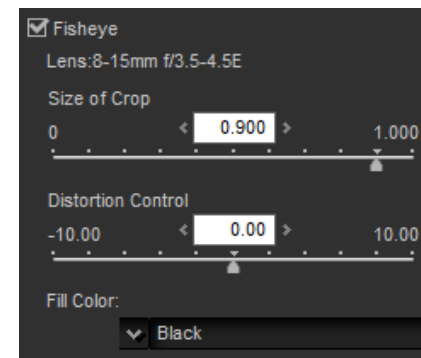 Fisheye
Lens:8-15mm f/3.5-4.5E
Size of Crop
0 < 0.900 > 1.000
Distortion Control
-10.00 < 0.00 > 10.00
Fill Color:
Black